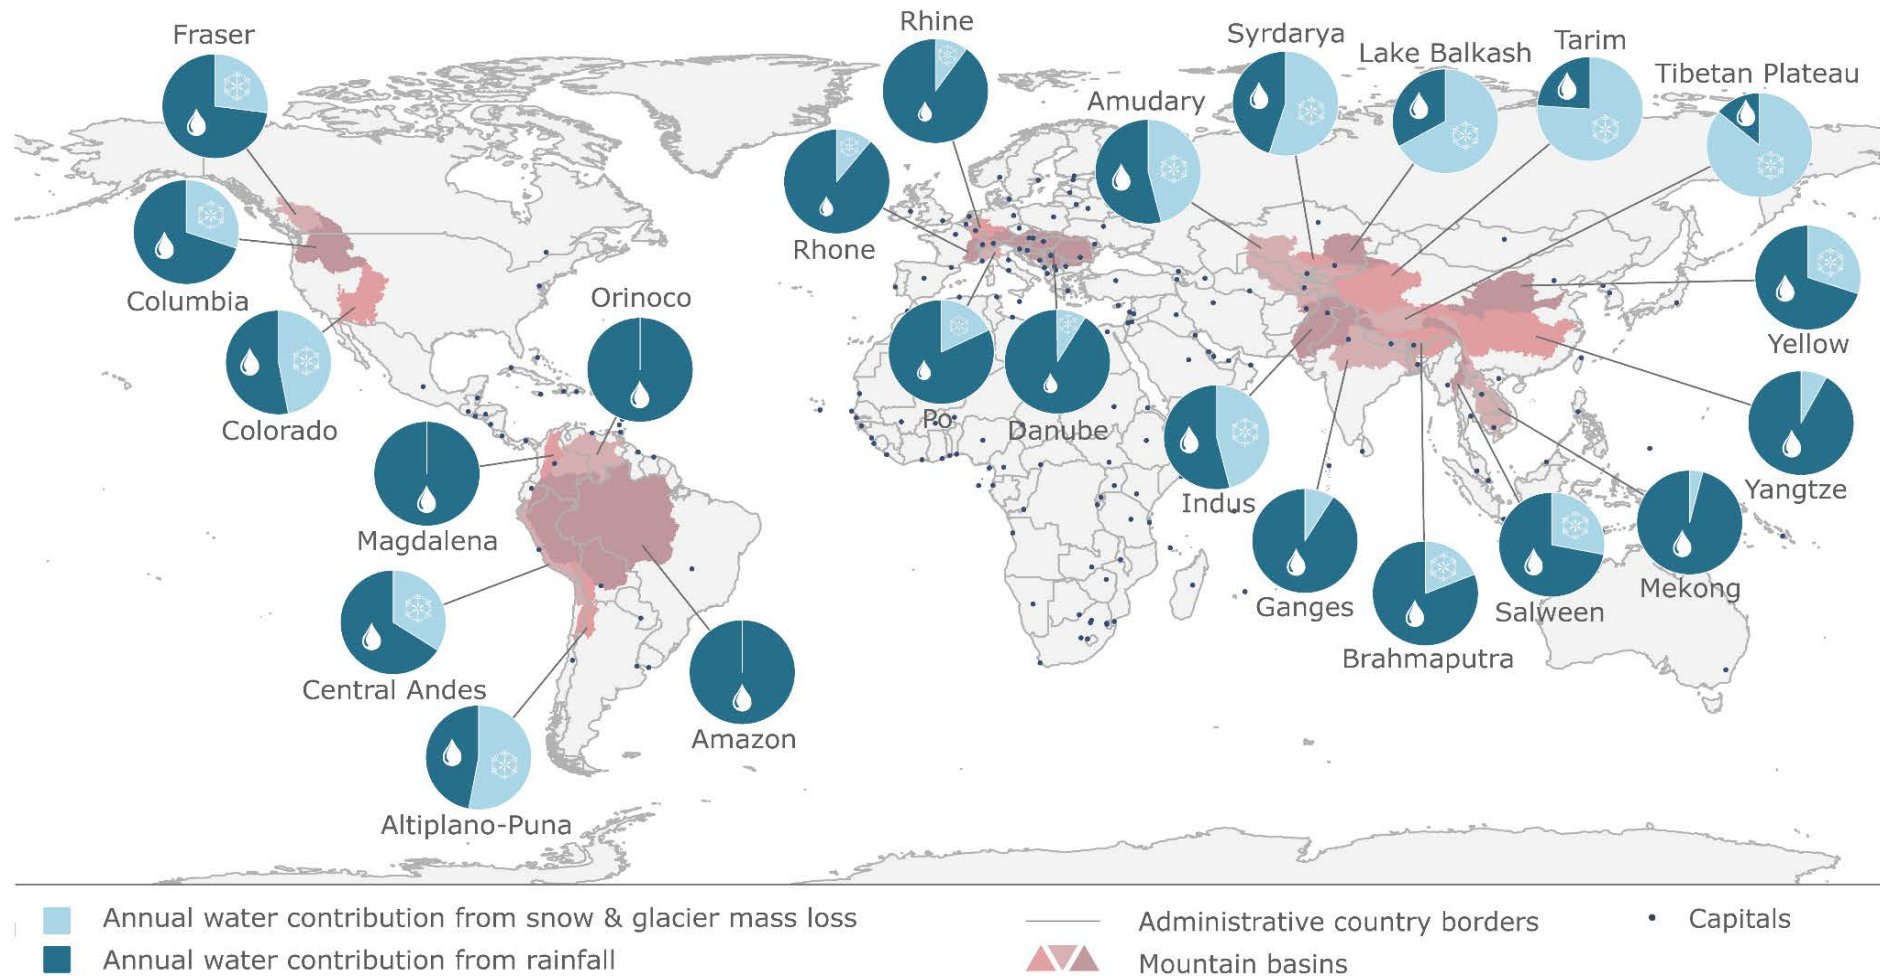 Fraser
Rhine
Syrdarya
Lake Balkash
Tarim
Tibetan Plateau
Amudary
Rhone
Columbia
Orinoco
Yellow
Colorado
Po
Danube
Indus
Yangtze
Magdalena
Ganges
Salween
Mekong
Brahmaputra
Central Andes
Amazon
Altiplano-Puna
Annual water contribution from snow & glacier mass loss
Administrative country borders
Capitals
Annual water contribution from rainfall
Mountain basins